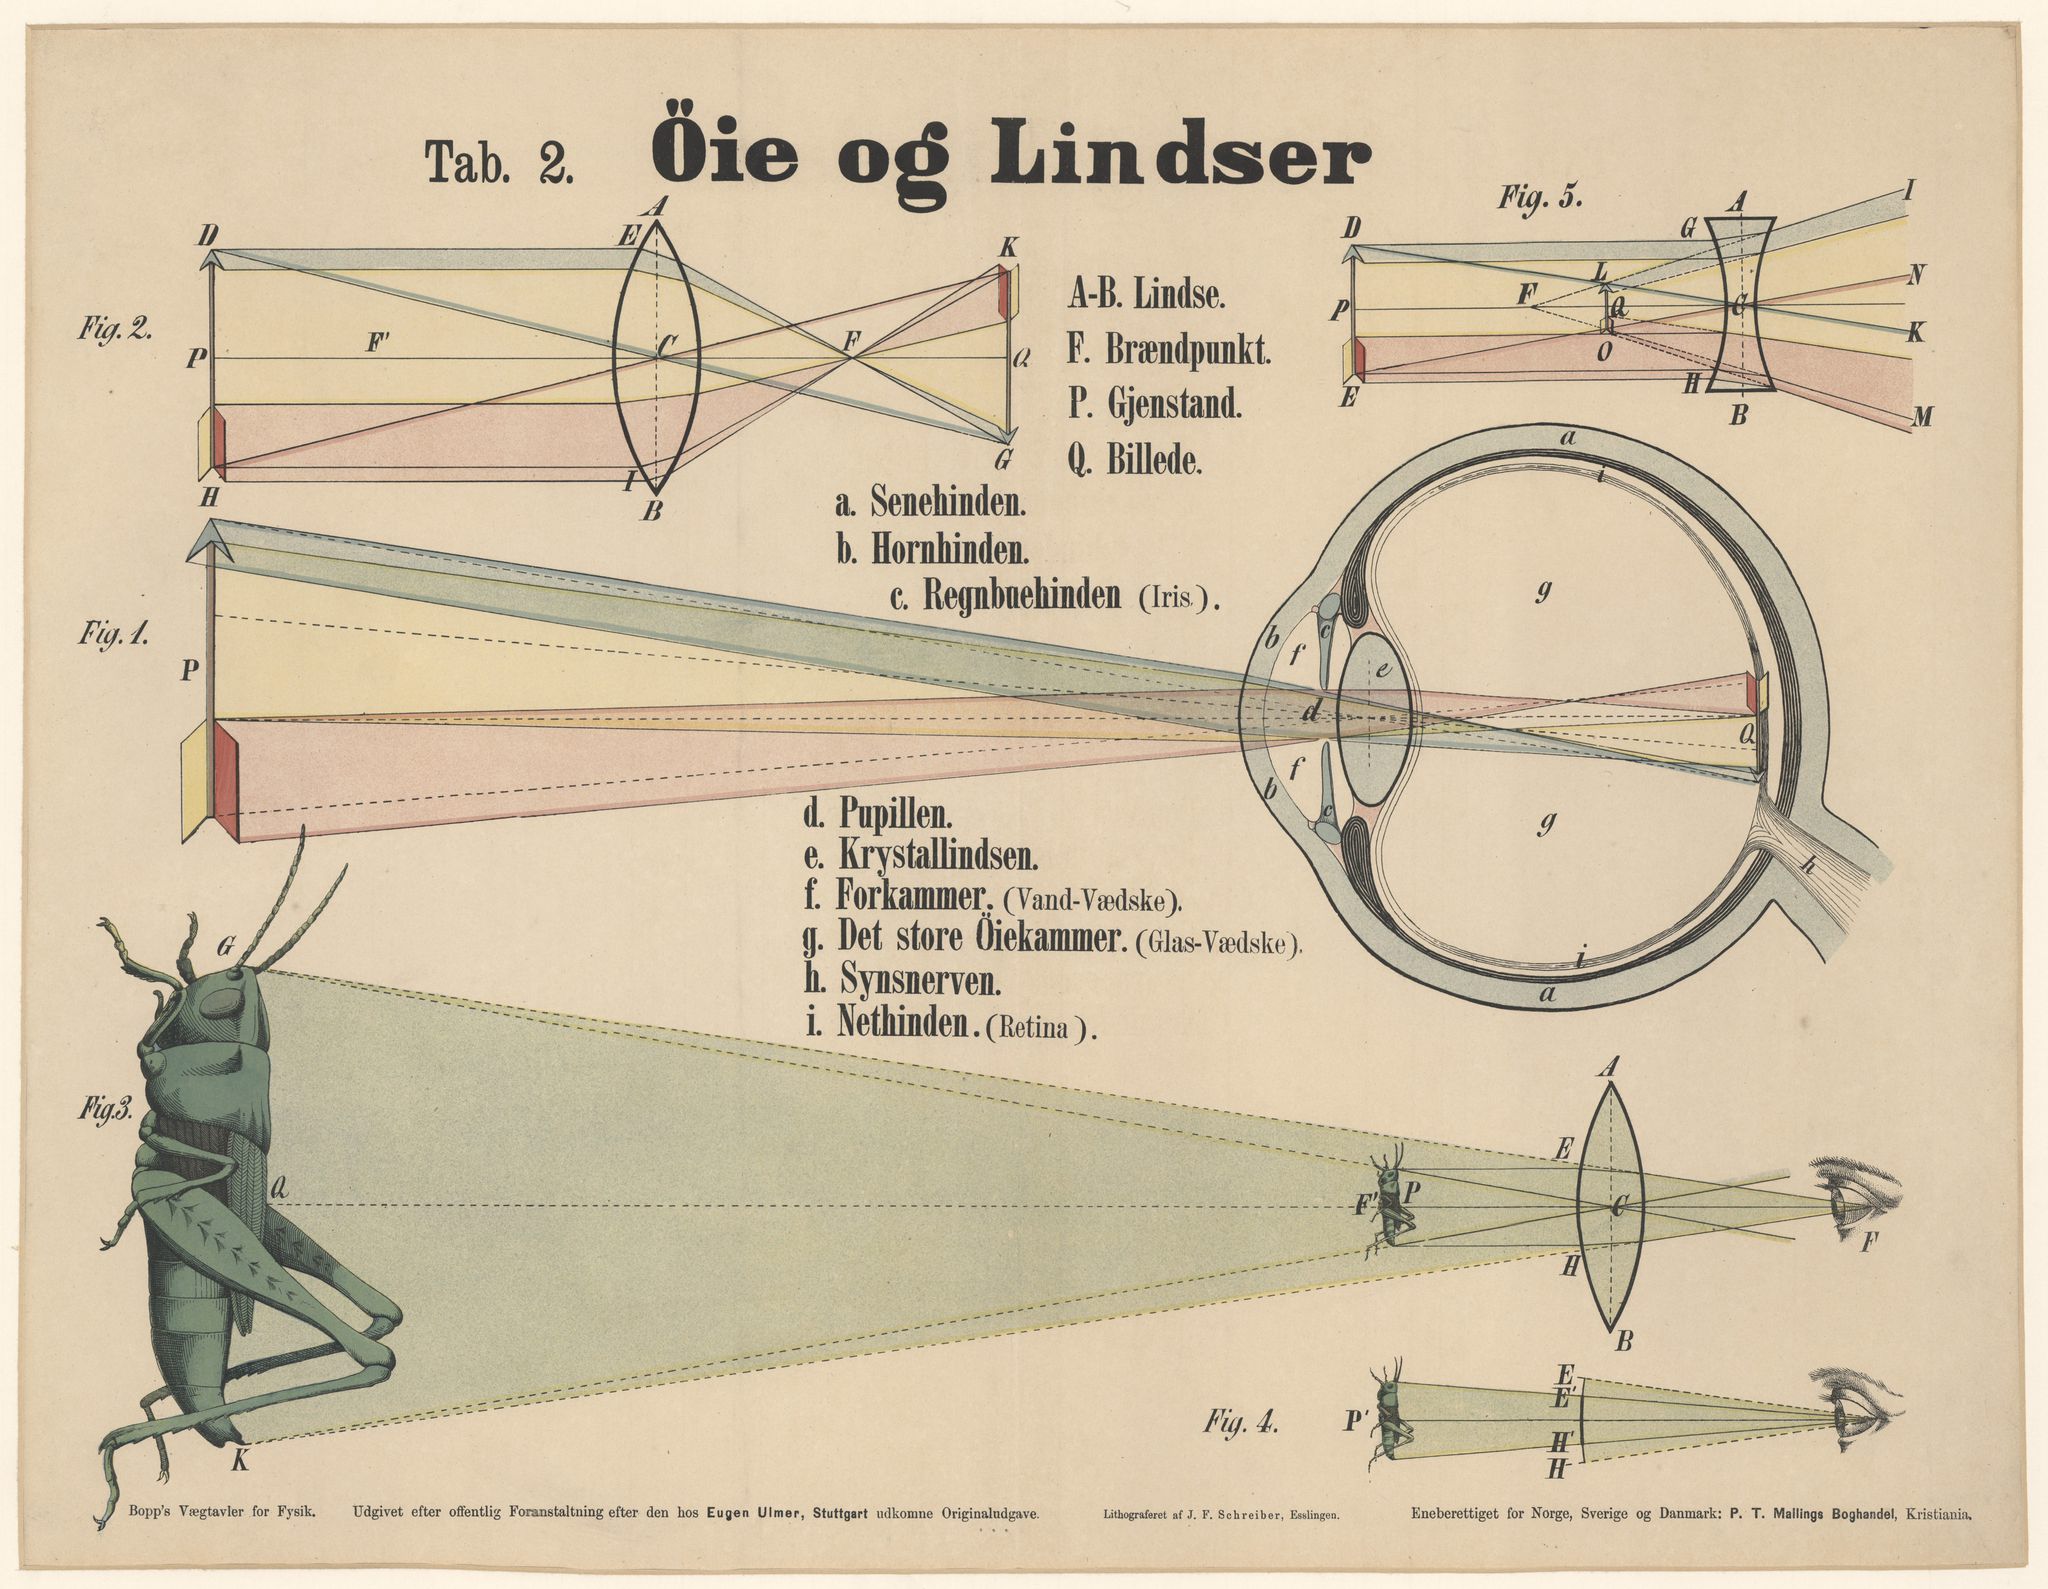 Tab. 2. Öie og Lindser
Fig. 2.
D
P
H
F'
E
A
C
I
B
F
K
Q
G
A-B. Lindse.
F. Brændpunkt.
P. Gjenstand.
Q. Billede.
Fig. 5.
D
P
E
F
L
Q
O
G
A
C
H
B
I
N
K
M
a. Senehinden.
b. Hornhinden.
c. Regnbuehinden (Iris).
Fig. 1.
P
a
i
g
b
f
c
e
d
Q
f
b
c
g
h
i
a
d. Pupillen.
e. Krystallindsen.
f. Forkammer. (Vand-Vædske).
g. Det store Öiekammer. (Glas-Vædske).
h. Synsnerven.
i. Nethinden. (Retina).
Fig.3.
G
Q
K
F'
P
A
E
C
H
B
F
Fig. 4.
P'
E
E'
H'
H
Bopp's Vægtavler for Fysik. Udgivet efter offentlig Foranstaltning efter den hos Eugen Ulmer, Stuttgart udkomne Originaludgave. Lithograferet af J. F. Schreiber, Esslingen. Eneberettiget for Norge, Sverige og Danmark: P. T. Mallings Boghandel, Kristiania.